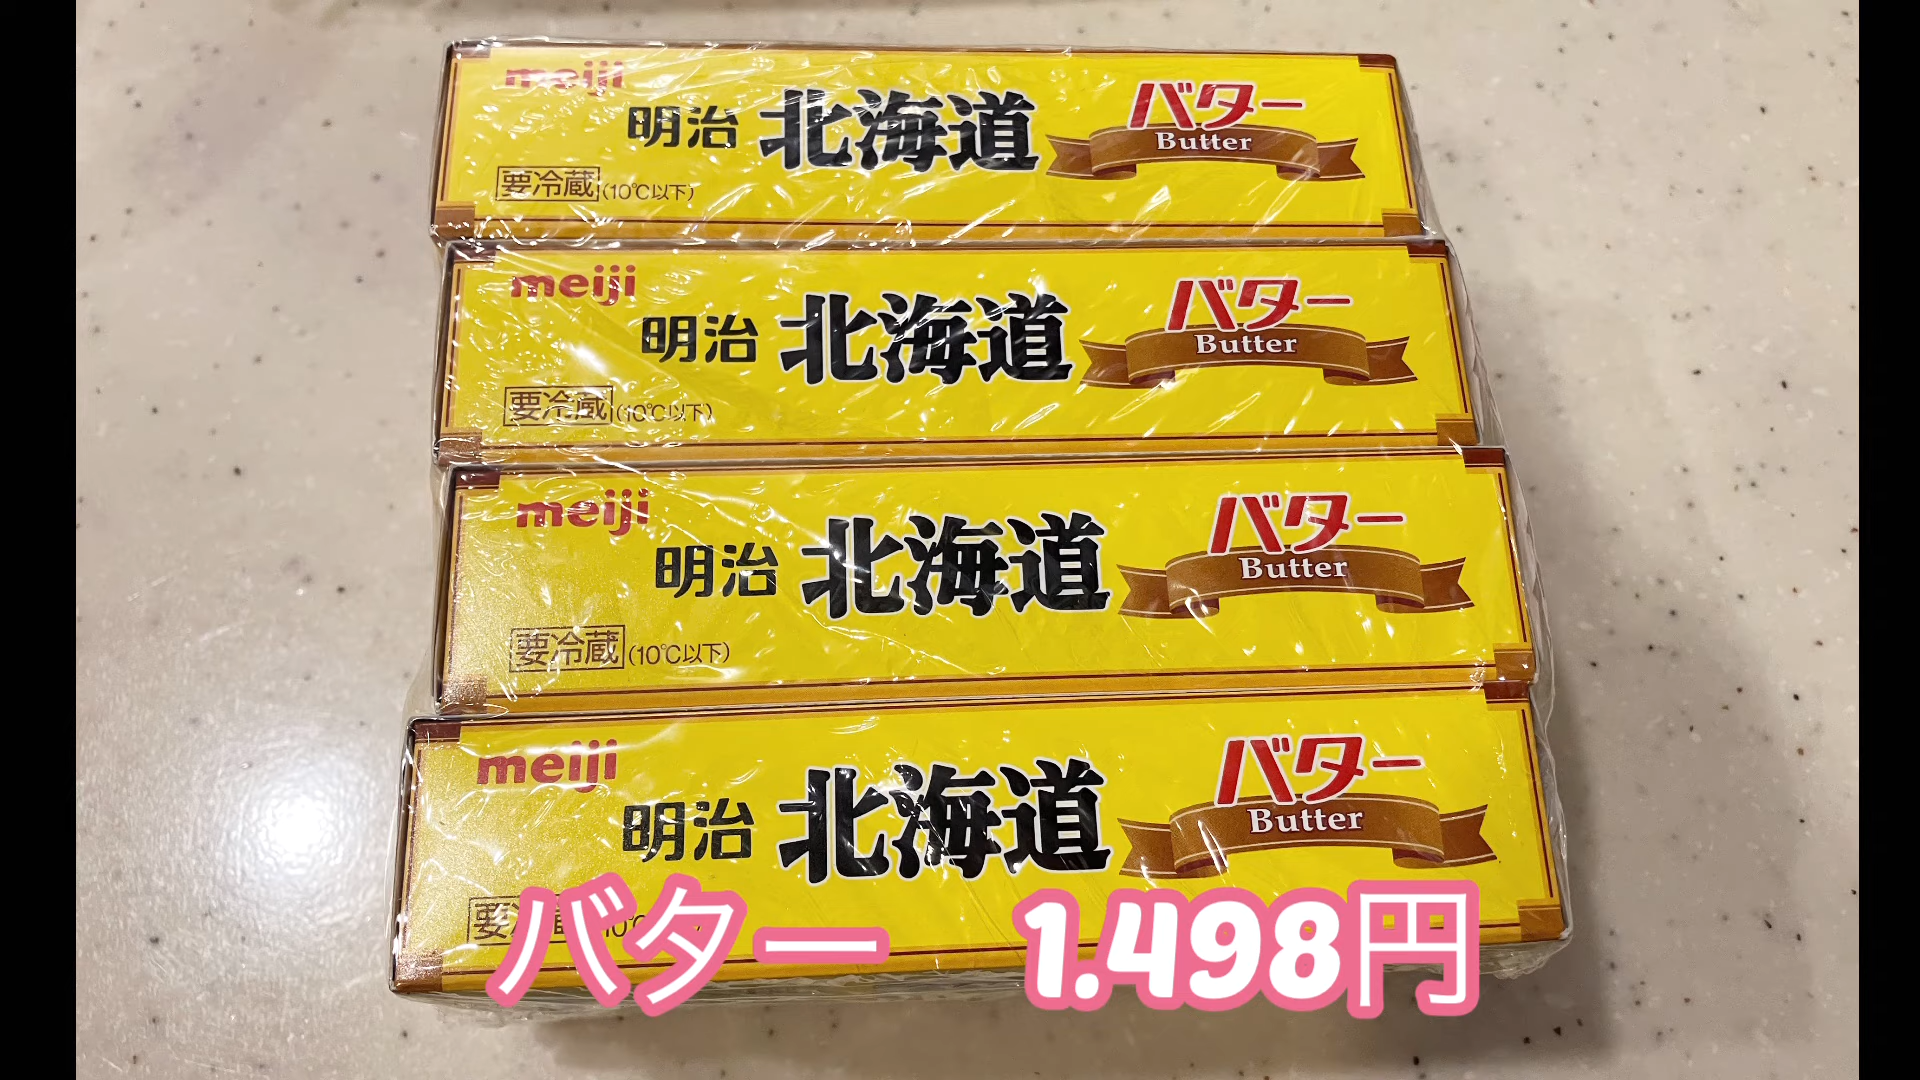 meiji
明治 北海道 バター
Butter
要冷蔵 (10℃以下)
meiji
明治 北海道 バター
Butter
要冷蔵 (10℃以下)
meiji
明治 北海道 バター
Butter
要冷蔵 (10℃以下)
meiji
明治 北海道 バター
Butter
バター 1.498円